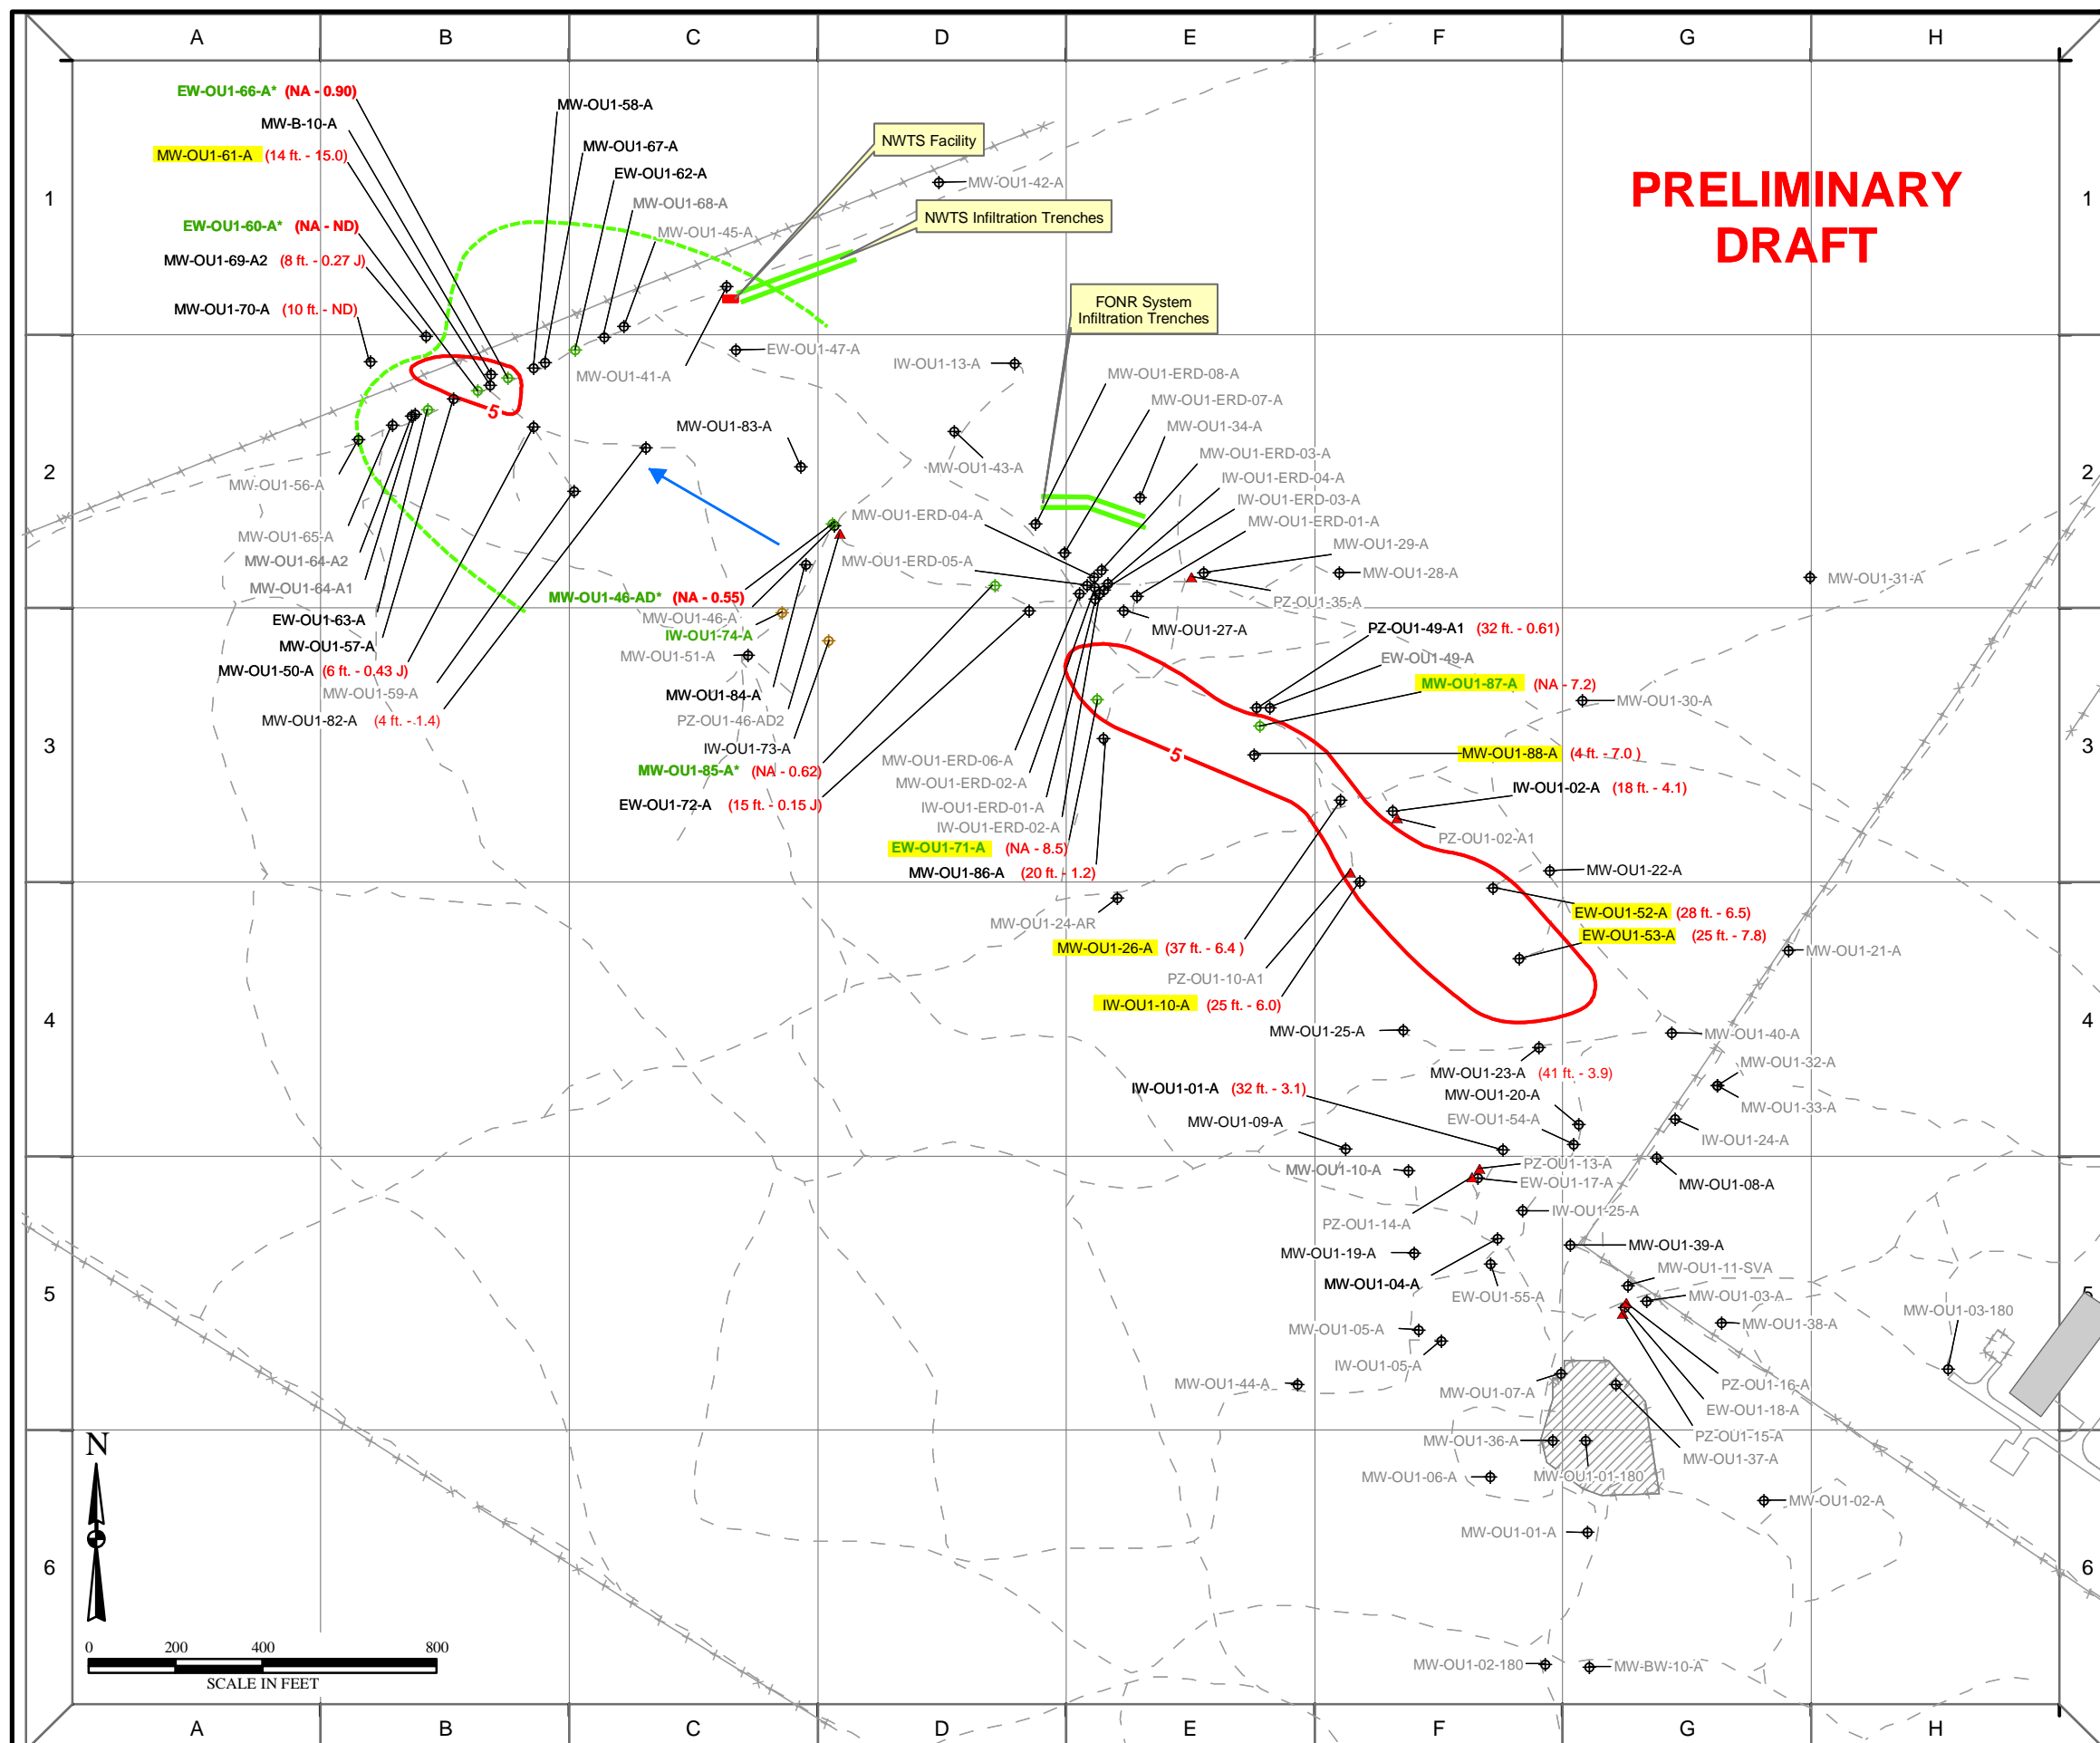 A B C D E F G H
EW-OU1-66-A* (NA - 0.90)
MW-B-10-A
MW-OU1-61-A (14 ft. - 15.0)
EW-OU1-60-A* (NA - ND)
MW-OU1-69-A2 (8 ft. - 0.27 J)
MW-OU1-70-A (10 ft. - ND)
MW-OU1-58-A
MW-OU1-67-A
EW-OU1-62-A
MW-OU1-68-A
MW-OU1-45-A
NWTS Facility
MW-OU1-42-A
NWTS Infiltration Trenches
PRELIMINARY
DRAFT
1 1
FONR System
Infiltration Trenches
EW-OU1-47-A
MW-OU1-41-A
IW-OU1-13-A
MW-OU1-ERD-08-A
MW-OU1-ERD-07-A
MW-OU1-34-A
MW-OU1-83-A
MW-OU1-43-A
MW-OU1-ERD-03-A
IW-OU1-ERD-04-A
IW-OU1-ERD-03-A
MW-OU1-ERD-01-A
MW-OU1-ERD-04-A
MW-OU1-ERD-05-A
MW-OU1-29-A
MW-OU1-28-A
MW-OU1-31-A
PZ-OU1-35-A
5
2 2
MW-OU1-56-A
MW-OU1-65-A
MW-OU1-64-A2
MW-OU1-64-A1
EW-OU1-63-A
MW-OU1-57-A
MW-OU1-50-A (6 ft. - 0.43 J)
MW-OU1-59-A
MW-OU1-82-A (4 ft. - 1.4)
MW-OU1-46-AD* (NA - 0.55)
MW-OU1-46-A
IW-OU1-74-A
MW-OU1-51-A
MW-OU1-84-A
PZ-OU1-46-AD2
IW-OU1-73-A
MW-OU1-85-A* (NA - 0.62)
EW-OU1-72-A (15 ft. - 0.15 J)
MW-OU1-27-A
PZ-OU1-49-A1 (32 ft. - 0.61)
EW-OU1-49-A
MW-OU1-87-A (NA - 7.2)
MW-OU1-30-A
MW-OU1-88-A (4 ft. - 7.0 )
IW-OU1-02-A (18 ft. - 4.1)
PZ-OU1-02-A1
5
3 3
MW-OU1-ERD-06-A
MW-OU1-ERD-02-A
IW-OU1-ERD-01-A
IW-OU1-ERD-02-A
EW-OU1-71-A (NA - 8.5)
MW-OU1-86-A (20 ft. - 1.2)
MW-OU1-22-A
MW-OU1-24-AR
EW-OU1-52-A (28 ft. - 6.5)
EW-OU1-53-A (25 ft. - 7.8)
MW-OU1-26-A (37 ft. - 6.4 )
MW-OU1-21-A
PZ-OU1-10-A1
IW-OU1-10-A (25 ft. - 6.0)
4 4
MW-OU1-25-A
MW-OU1-40-A
MW-OU1-23-A (41 ft. - 3.9)
MW-OU1-32-A
IW-OU1-01-A (32 ft. - 3.1)
MW-OU1-20-A
MW-OU1-33-A
MW-OU1-09-A
EW-OU1-54-A
IW-OU1-24-A
MW-OU1-10-A
PZ-OU1-13-A
EW-OU1-17-A
MW-OU1-08-A
PZ-OU1-14-A
IW-OU1-25-A
MW-OU1-19-A
MW-OU1-39-A
MW-OU1-04-A
MW-OU1-11-SVA
5 5
EW-OU1-55-A
MW-OU1-03-A
MW-OU1-03-180
MW-OU1-05-A
MW-OU1-38-A
IW-OU1-05-A
MW-OU1-44-A
MW-OU1-07-A
PZ-OU1-16-A
EW-OU1-18-A
PZ-OU1-15-A
MW-OU1-37-A
MW-OU1-36-A
MW-OU1-06-A
MW-OU1-01-180
MW-OU1-02-A
MW-OU1-01-A
6 6
N
0 200 400 800
SCALE IN FEET
MW-OU1-02-180
MW-BW-10-A
A B C D E F G H